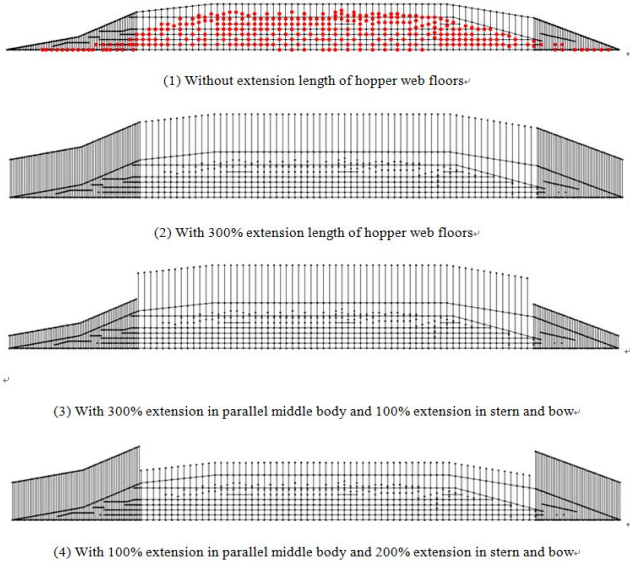 (1) Without extension length of hopper web floors
(2) With 300% extension length of hopper web floors
(3) With 300% extension in parallel middle body and 100% extension in stern and bow
(4) With 100% extension in parallel middle body and 200% extension in stern and bow